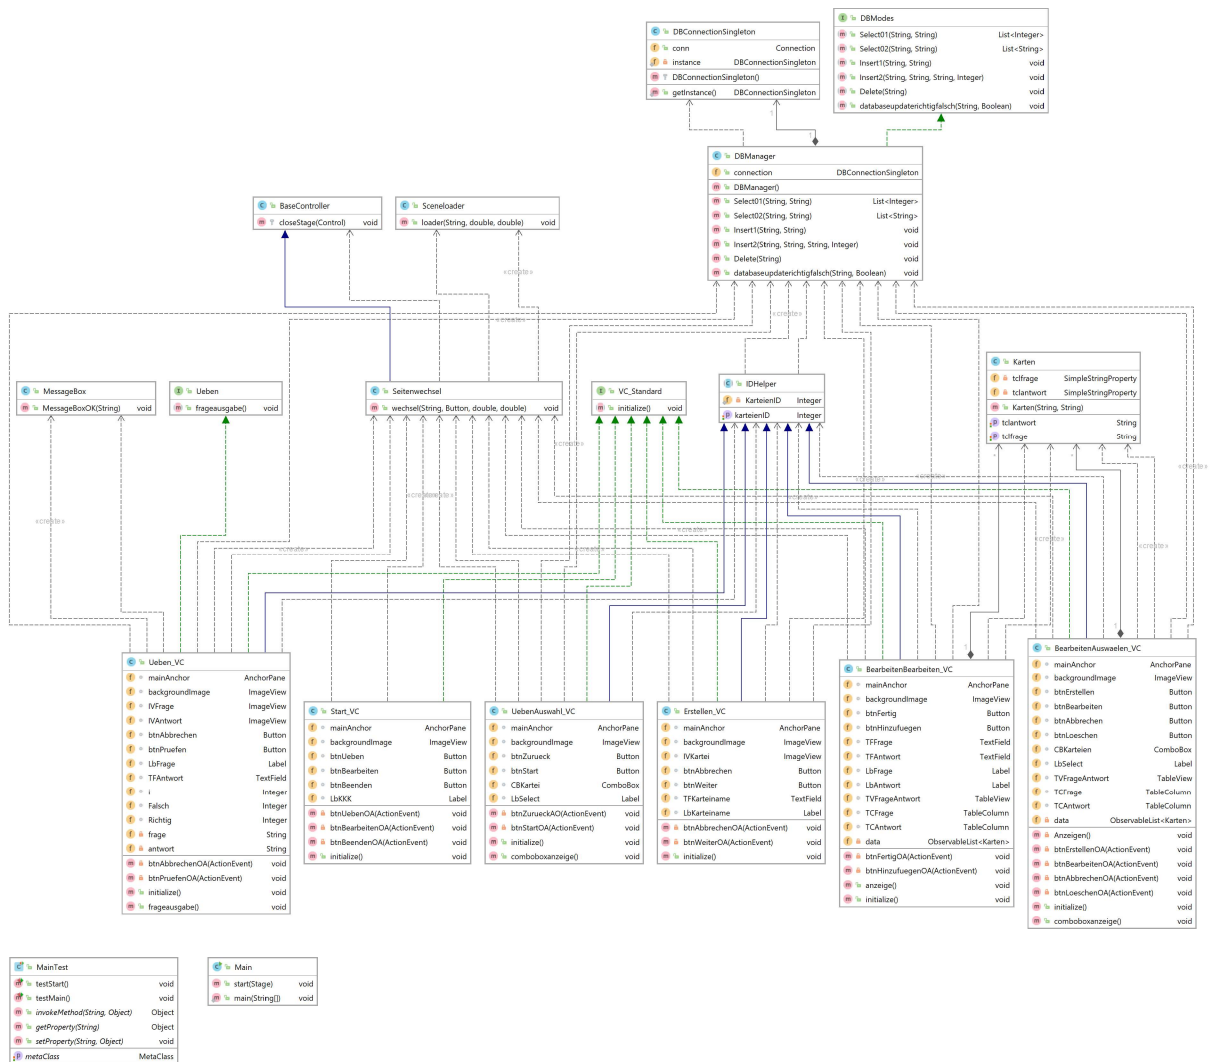 DBConnectionSingleton
conn Connection
instance DBConnectionSingleton
DBConnectionSingleton()
getInstance() DBConnectionSingleton
DBModes
Select01(String, String) List<Integer>
Select02(String, String) List<String>
Insert1(String, String) void
Insert2(String, String, String, Integer) void
Delete(String) void
databaseupdaterichtigfalsch(String, Boolean) void
1
1
DBManager
connection DBConnectionSingleton
DBManager()
Select01(String, String) List<Integer>
Select02(String, String) List<String>
Insert1(String, String) void
Insert2(String, String, String, Integer) void
Delete(String) void
databaseupdaterichtigfalsch(String, Boolean) void
BaseController
closeStage(Control) void
Sceneloader
loader(String, double, double) void
«create»
«create»
«create»
MessageBox
MessageBoxOK(String) void
Ueben
frageausgabe() void
Seitenwechsel
wechsel(String, Button, double, double) void
VC_Standard
initialize() void
IDHelper
KarteienID Integer
karteienID Integer
Karten
tclfrage SimpleStringProperty
tclantwort SimpleStringProperty
Karten(String, String)
tclantwort String
tclfrage String
«create»
«create»
«create»
«create»
«create»
«create»
«create»
1
1
Ueben_VC
mainAnchor AnchorPane
backgroundImage ImageView
IVFrage ImageView
IVAntwort ImageView
btnAbbrechen Button
btnPruefen Button
LbFrage Label
TFAntwort TextField
i Integer
Falsch Integer
Richtig Integer
frage String
antwort String
btnAbbrechenOA(ActionEvent) void
btnPruefenOA(ActionEvent) void
initialize() void
frageausgabe() void
Start_VC
mainAnchor AnchorPane
backgroundImage ImageView
btnUeben Button
btnBearbeiten Button
btnBeenden Button
LbKKK Label
btnUebenOA(ActionEvent) void
btnBearbeitenOA(ActionEvent) void
btnBeendenOA(ActionEvent) void
initialize() void
UebenAuswahl_VC
mainAnchor AnchorPane
backgroundImage ImageView
btnZurueck Button
btnStart Button
CBKartei ComboBox
LbSelect Label
btnZurueckAO(ActionEvent) void
btnStartOA(ActionEvent) void
initialize() void
comboboxanzeige() void
Erstellen_VC
mainAnchor AnchorPane
backgroundImage ImageView
IVKartei ImageView
btnAbbrechen Button
btnWeiter Button
TFKarteiname TextField
LbKarteiname Label
btnAbbrechenOA(ActionEvent) void
btnWeiterOA(ActionEvent) void
initialize() void
BearbeitenBearbeiten_VC
mainAnchor AnchorPane
backgroundImage ImageView
btnFertig Button
btnHinzufuegen Button
TFFrage TextField
TFAntwort TextField
LbFrage Label
LbAntwort Label
TVFrageAntwort TableView
TCFrage TableColumn
TCAntwort TableColumn
data ObservableList<Karten>
btnFertigOA(ActionEvent) void
btnHinzufuegenOA(ActionEvent) void
anzeige() void
initialize() void
BearbeitenAuswaelen_VC
mainAnchor AnchorPane
backgroundImage ImageView
btnErstellen Button
btnBearbeiten Button
btnAbbrechen Button
btnLoeschen Button
CBKarteien ComboBox
LbSelect Label
TVFrageAntwort TableView
TCFrage TableColumn
TCAntwort TableColumn
data ObservableList<Karten>
Anzeigen() void
btnErstellenOA(ActionEvent) void
btnBearbeitenOA(ActionEvent) void
btnAbbrechenOA(ActionEvent) void
btnLoeschenOA(ActionEvent) void
initialize() void
comboboxanzeige() void
MainTest
testStart() void
testMain() void
invokeMethod(String, Object) Object
getProperty(String) Object
setProperty(String, Object) void
metaClass MetaClass
Main
start(Stage) void
main(String[]) void